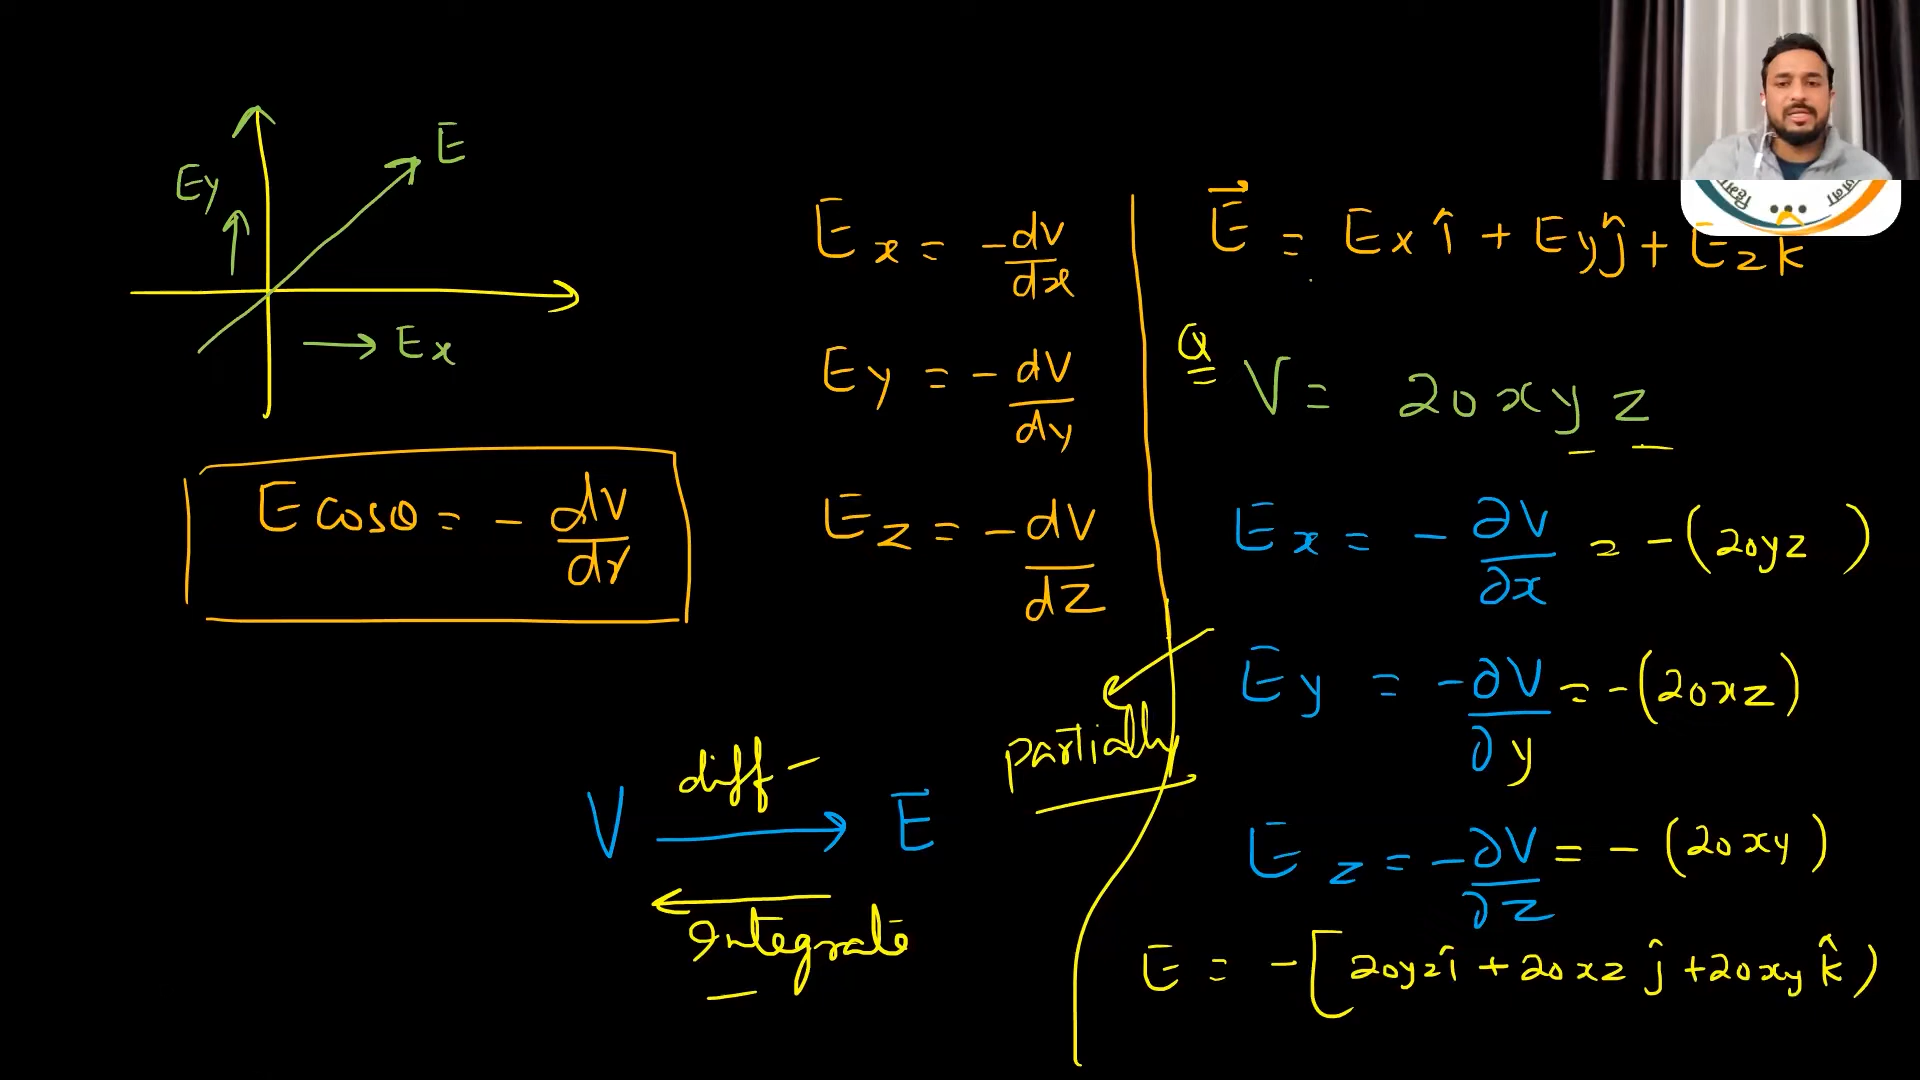 E
Ey
Ex
E cosθ = - dV/dr
Ex = - dV/dx
Ey = - dV/dy
Ez = - dV/dz
V diff - E
Integrate
partially
E⃗ = Ex î + Ey ĵ + Ez k
Q
V = 20xyz
Ex = - ∂V/∂x = -(20yz)
Ey = - ∂V/∂y = -(20xz)
Ez = - ∂V/∂z = -(20xy)
E = -[20yz î + 20xz ĵ + 20xy k̂)